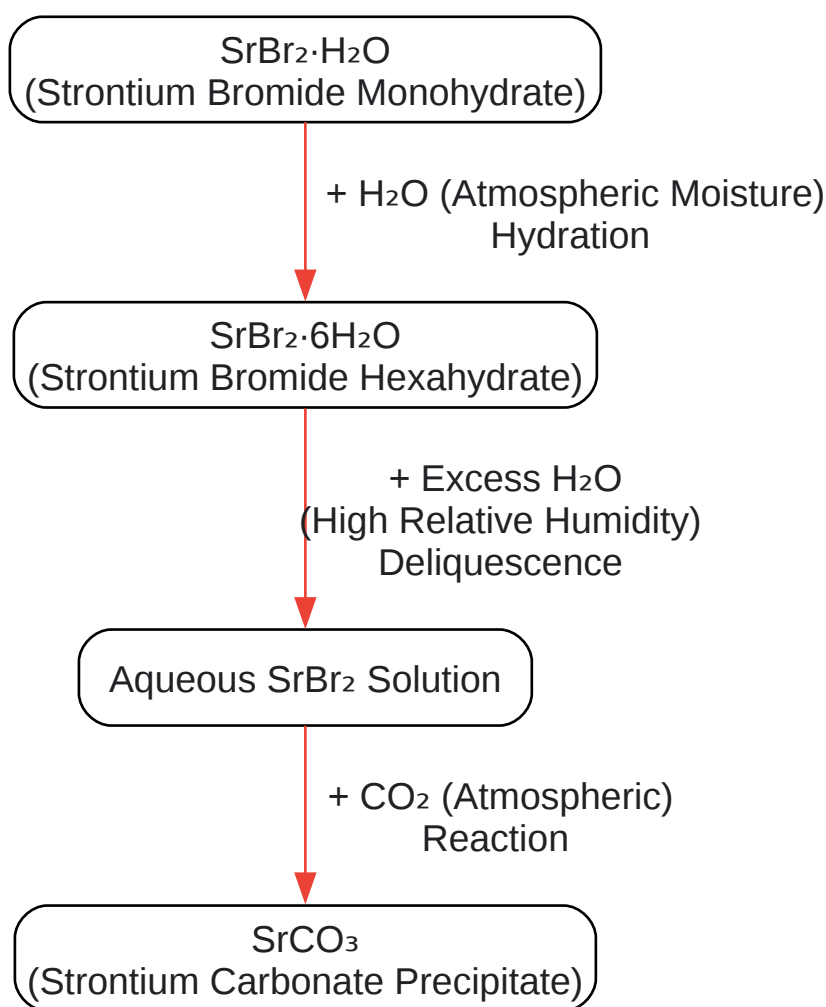 SrBr₂·H₂O
(Strontium Bromide Monohydrate)
+ H₂O (Atmospheric Moisture)
Hydration
SrBr₂·6H₂O
(Strontium Bromide Hexahydrate)
+ Excess H₂O
(High Relative Humidity)
Deliquescence
Aqueous SrBr₂ Solution
+ CO₂ (Atmospheric)
Reaction
SrCO₃
(Strontium Carbonate Precipitate)